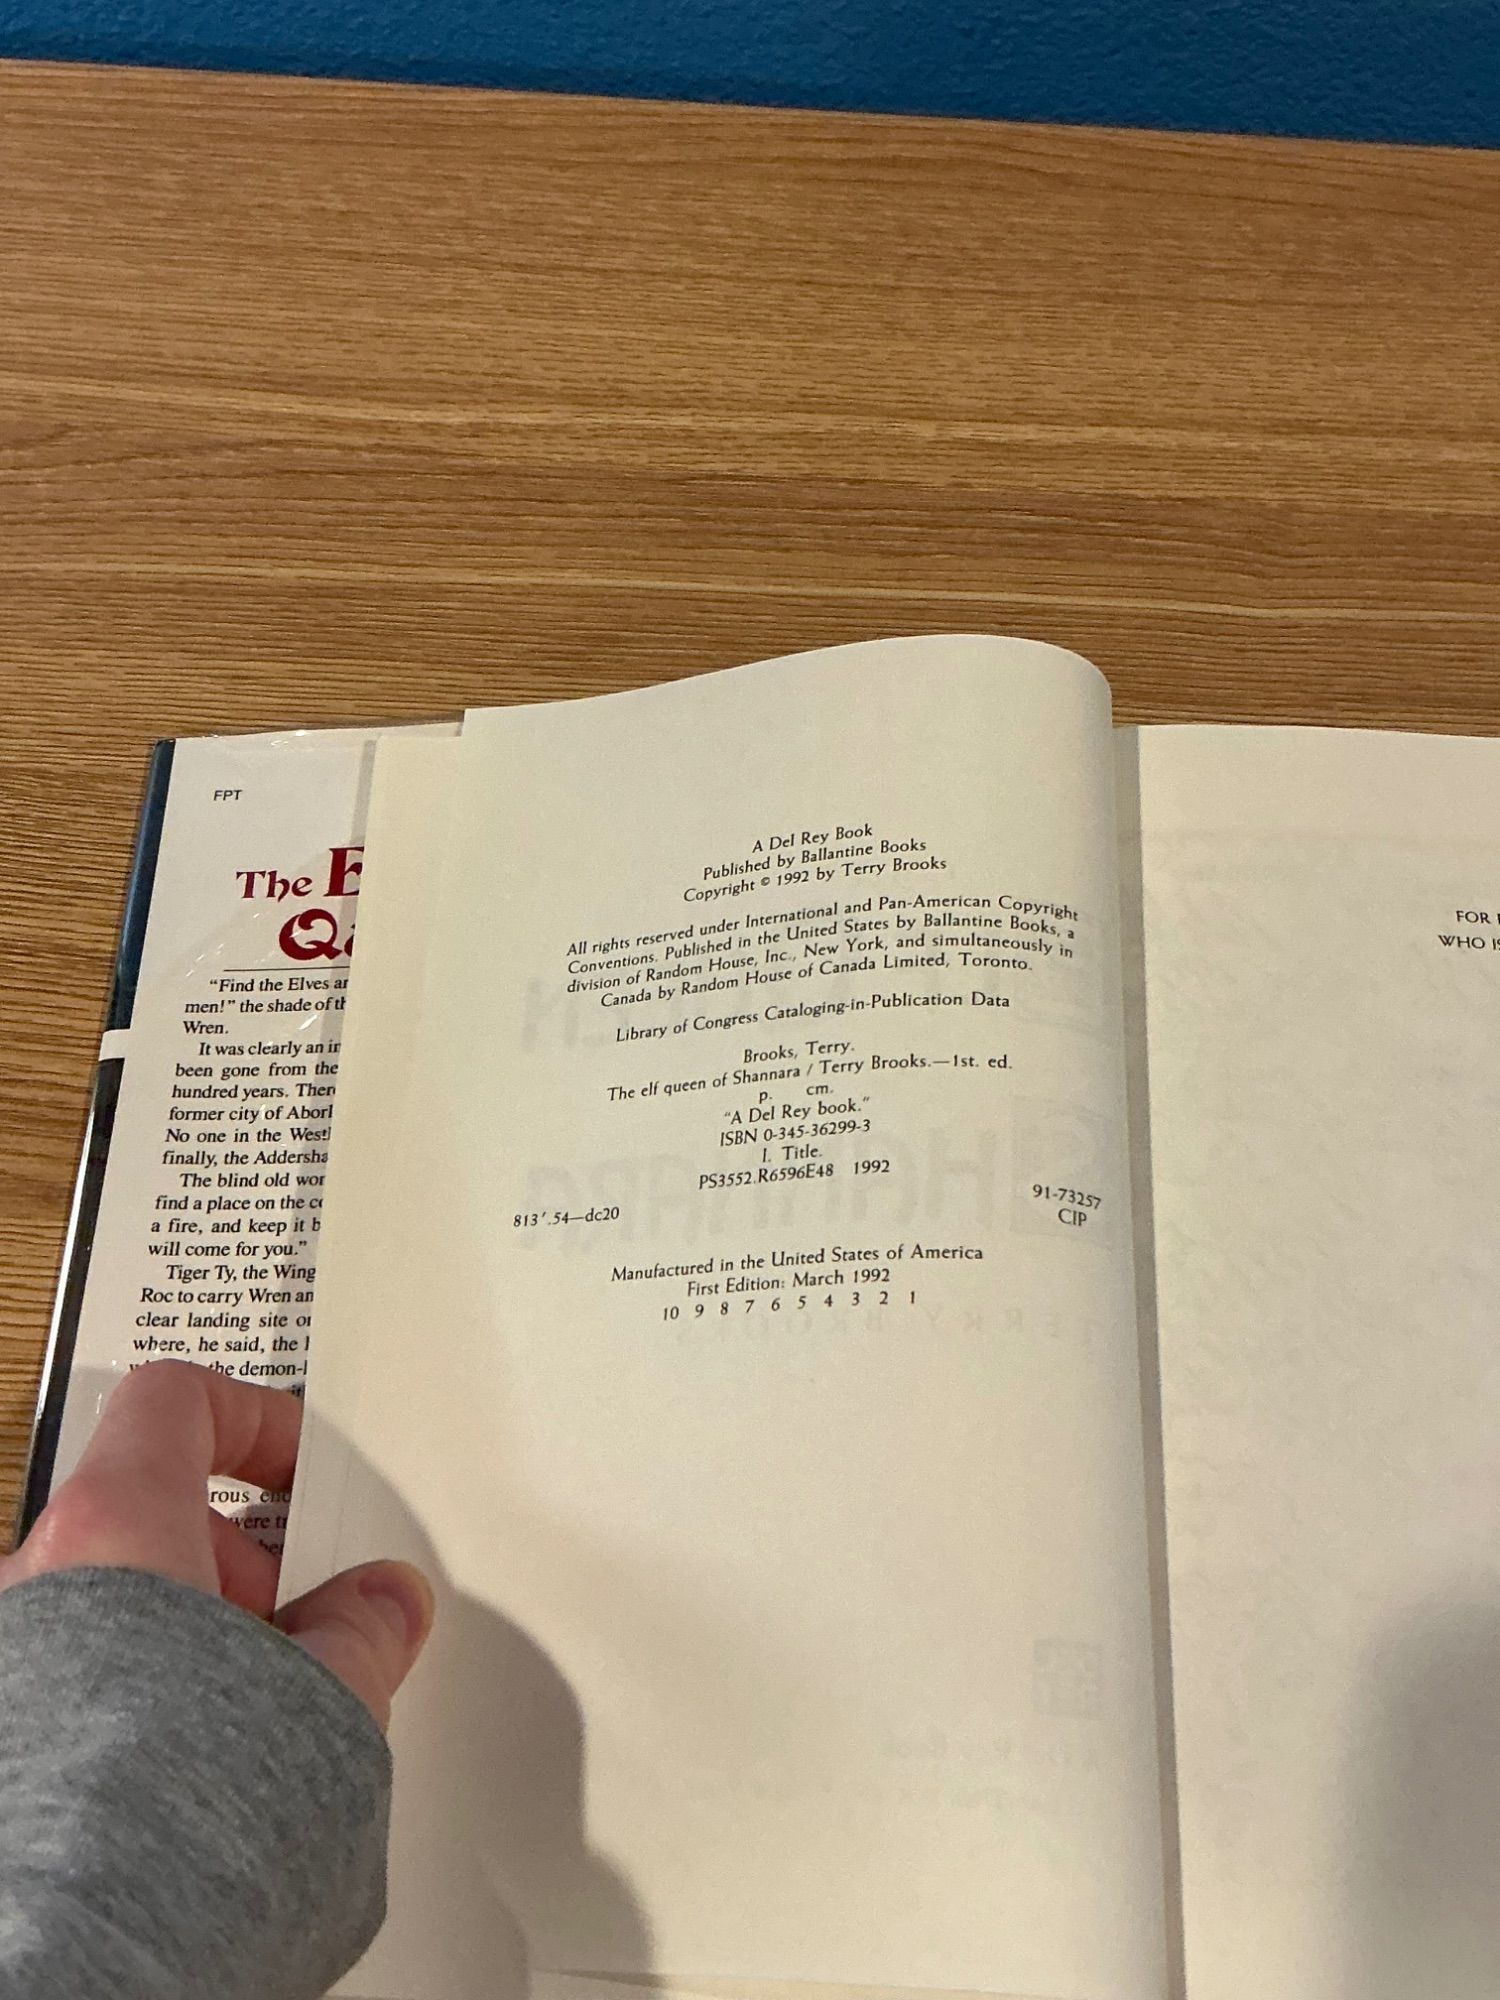 FPT
The
"Find the Elves
men!" the shade of
Wren.
It was clearly an
been gone from the
hundred years.
former city of
No one in the
finally, the
The blind old
find a place on the
a fire, and keep it
will come for you."
Tiger Ty, the
Roc to carry Wren
clear landing site
where, he said, the
the
rous
were
A Del Rey Book
Published by Ballantine Books
Copyright © 1992 by Terry Brooks
All rights reserved under International and Pan-American Copyright
Conventions. Published in the United States by Ballantine Books, a
division of Random House, Inc., New York, and simultaneously in
Canada by Random House of Canada Limited, Toronto.
Library of Congress Cataloging-in-Publication Data
Brooks, Terry.
The elf queen of Shannara / Terry Brooks.—1st. ed.
p. cm.
"A Del Rey book."
ISBN 0-345-36299-3
I. Title.
PS3552.R6596E48 1992
813'.54—dc20
91-73257
CIP
Manufactured in the United States of America
First Edition: March 1992
10 9 8 7 6 5 4 3 2 1
FOR
WHO